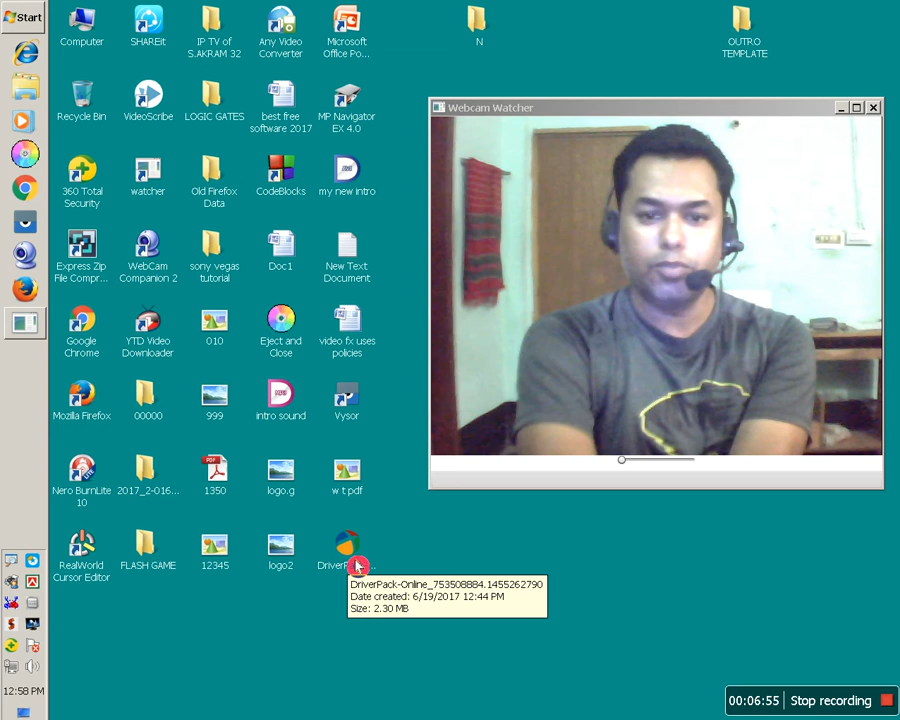 Start
Computer
SHAREit
IP TV of
S.AKRAM 32
Any Video
Converter
Microsoft
Office Po...
N
OUTRO
TEMPLATE
Recycle Bin
VideoScribe
LOGIC GATES
best free
software 2017
MP Navigator
EX 4.0
Webcam Watcher
360 Total
Security
watcher
Old Firefox
Data
CodeBlocks
my new intro
Express Zip
File Compr...
WebCam
Companion 2
sony vegas
tutorial
Doc1
New Text
Document
Google
Chrome
YTD Video
Downloader
010
Eject and
Close
video fx uses
policies
Mozilla Firefox
00000
999
intro sound
Vysor
Nero BurnLite
10
2017_2-016...
PDF
1350
logo.g
w t pdf
RealWorld
Cursor Editor
FLASH GAME
12345
logo2
DriverPack-Online_753508884.1455262790
Date created: 6/19/2017 12:44 PM
Size: 2.30 MB
12:58 PM
00:06:55
Stop recording